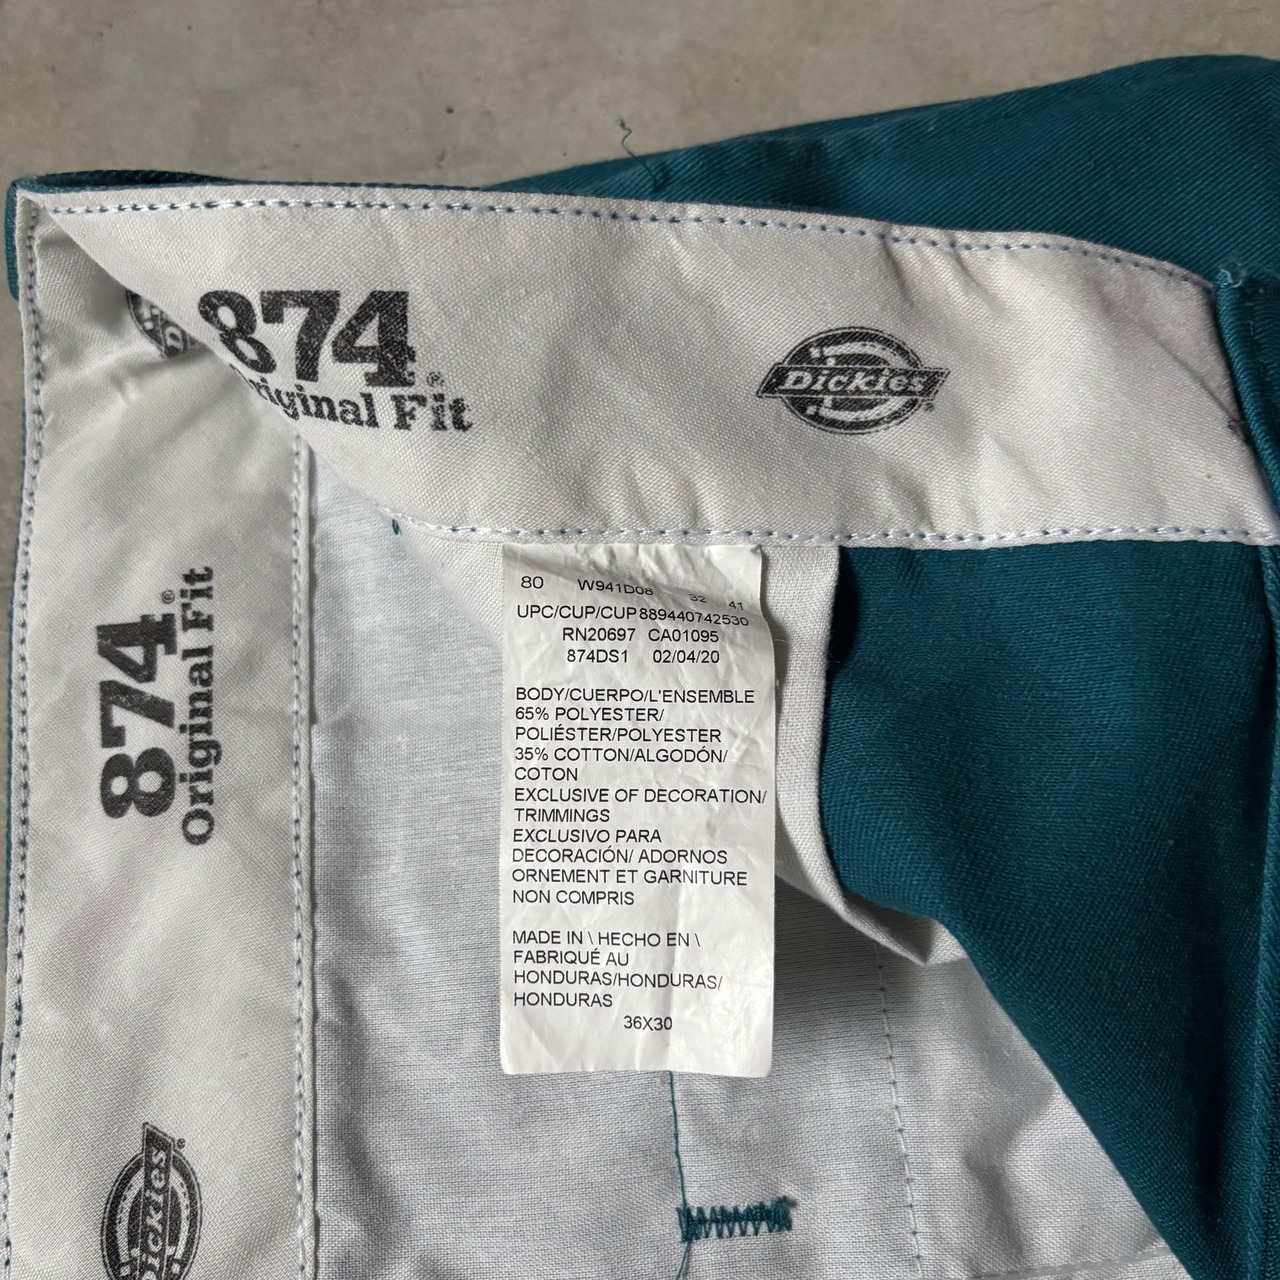 874®
Original Fit
Dickies®
874®
Original Fit
80 W941D08 32 41
UPC/CUP/CUP889440742530
RN20697 CA01095
874DS1 02/04/20
BODY/CUERPO/L'ENSEMBLE
65% POLYESTER/
POLIÉSTER/POLYESTER
35% COTTON/ALGODÓN/
COTON
EXCLUSIVE OF DECORATION/
TRIMMINGS
EXCLUSIVO PARA
DECORACIÓN/ ADORNOS
ORNEMENT ET GARNITURE
NON COMPRIS
MADE IN \ HECHO EN \
FABRIQUÉ AU
HONDURAS/HONDURAS/
HONDURAS
36X30
Dickies®